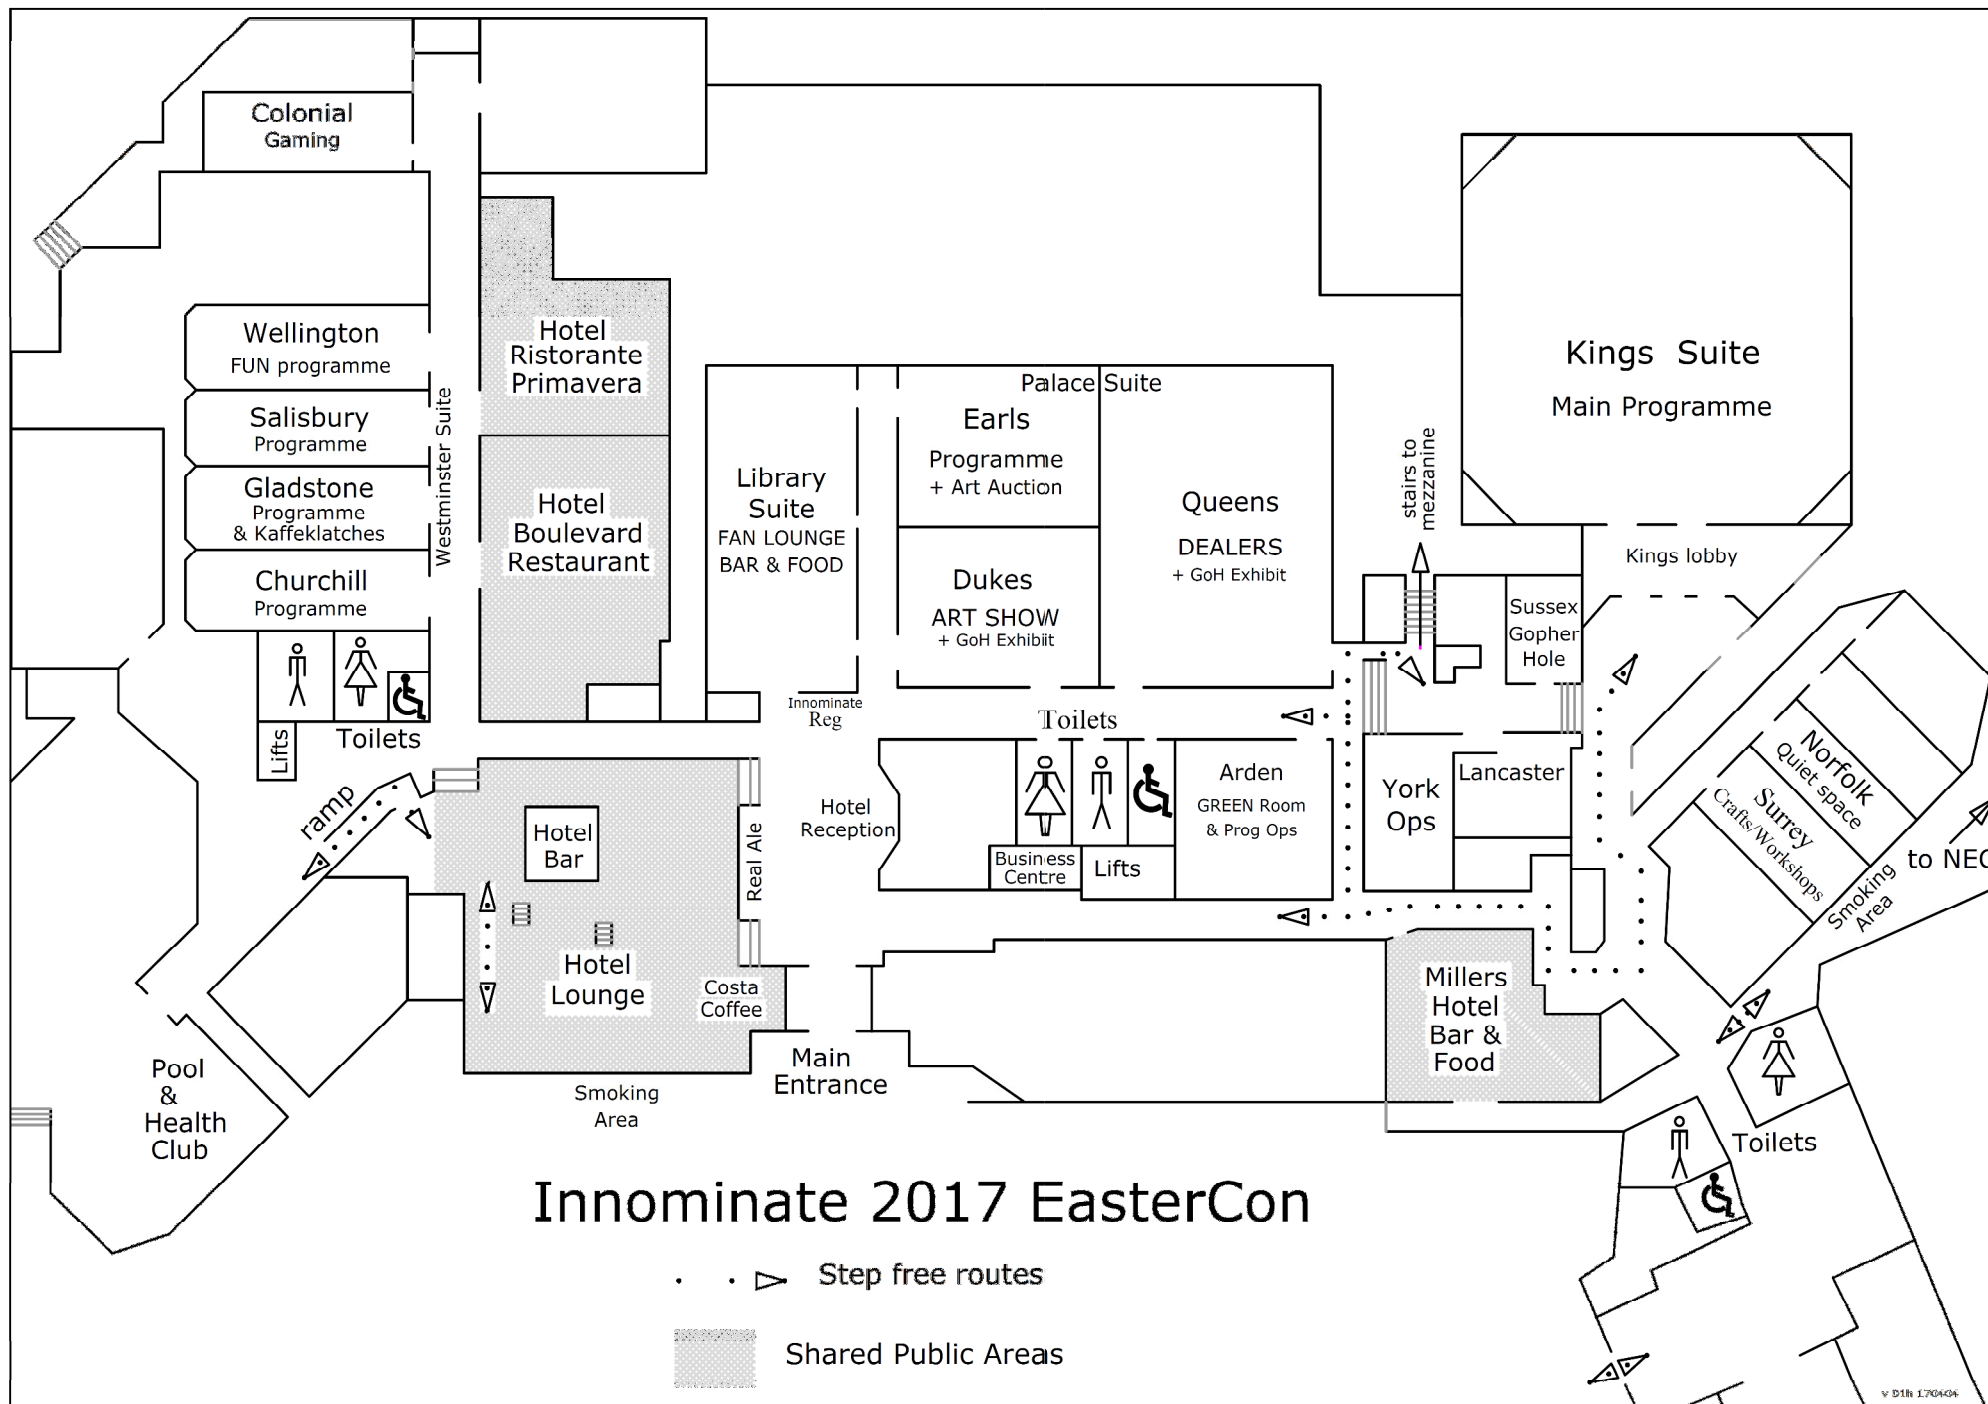 Colonial
Gaming
Wellington
FUN programme
Salisbury
Programme
Gladstone
Programme
& Kaffeklatches
Churchill
Programme
Westminster Suite
Hotel
Ristorante
Primavera
Hotel
Boulevard
Restaurant
Library
Suite
FAN LOUNGE
BAR & FOOD
Palace Suite
Earls
Programme
+ Art Auction
Dukes
ART SHOW
+ GoH Exhibit
Queens
DEALERS
+ GoH Exhibit
stairs to
mezzanine
Kings Suite
Main Programme
Kings lobby
Sussex
Gopher
Hole
Innominate
Reg
Toilets
Lifts
Toilets
ramp
Hotel
Bar
Real Ale
Hotel
Reception
Business
Centre
Lifts
Arden
GREEN Room
& Prog Ops
York
Ops
Lancaster
Norfolk
Quiet space
Surrey
Crafts/Workshops
Smoking
Area
to NEC
Hotel
Lounge
Costa
Coffee
Main
Entrance
Smoking
Area
Millers
Hotel
Bar &
Food
Pool
&
Health
Club
Toilets
Innominate 2017 EasterCon
Step free routes
Shared Public Areas